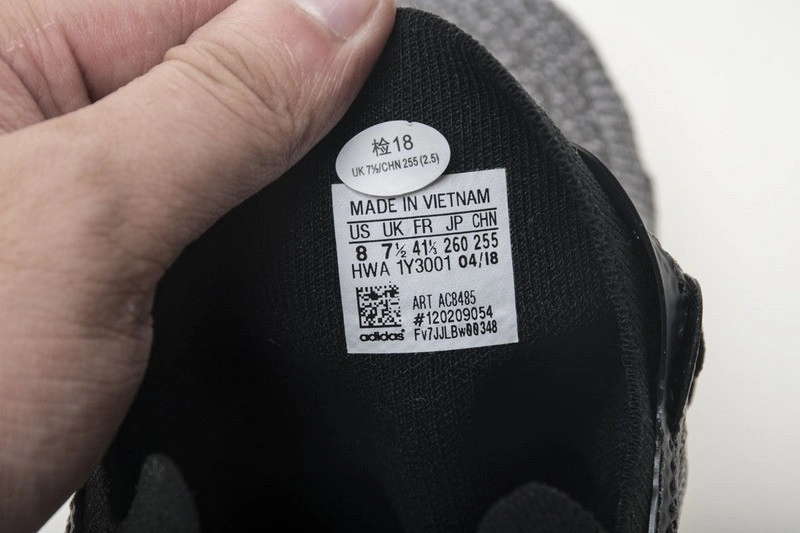 检18
UK 7½/CHN 255 (2.5)
MADE IN VIETNAM
US UK FR JP CHN
8 7½ 41⅓ 260 255
HWA 1Y3001 04/18
ART AC8485
#120209054
Fv7JJLBw00348
adidas